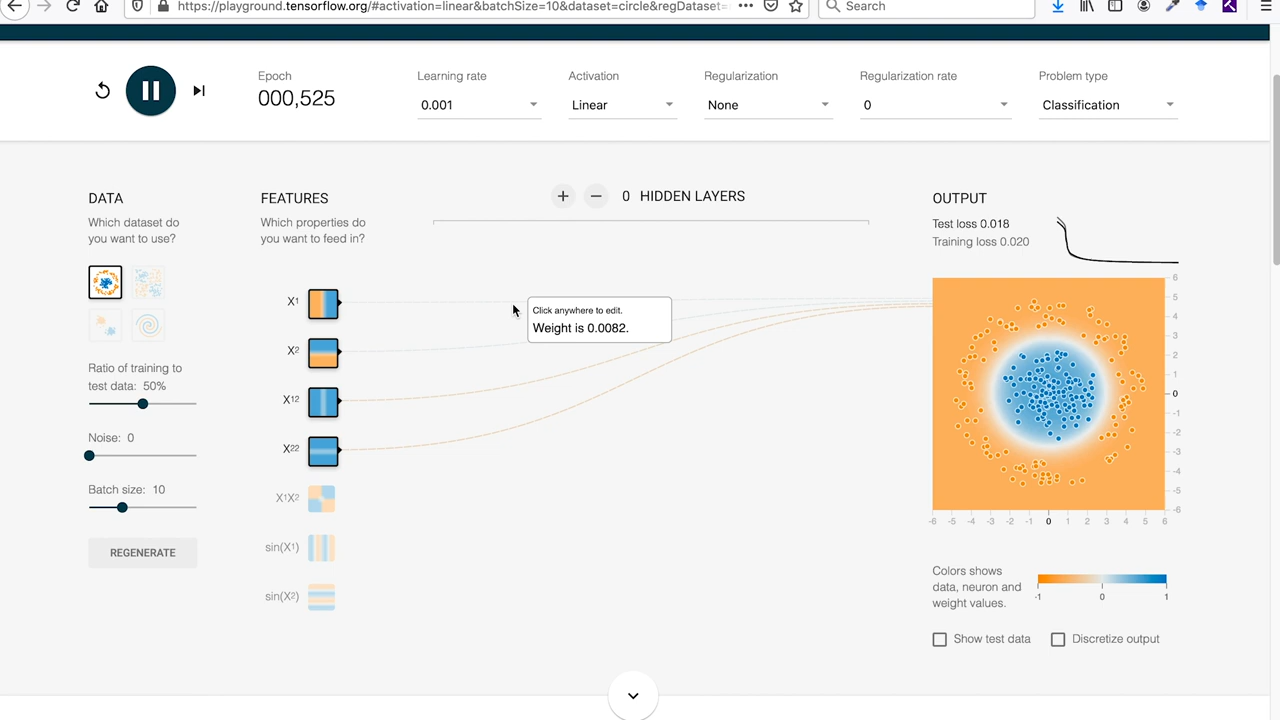 https://playground.tensorflow.org/#activation=linear&batchSize=10&dataset=circle&regDataset=
Search
Epoch
000,525
Learning rate
0.001
Activation
Linear
Regularization
None
Regularization rate
0
Problem type
Classification
DATA
Which dataset do
you want to use?
Ratio of training to
test data: 50%
Noise: 0
Batch size: 10
REGENERATE
FEATURES
Which properties do
you want to feed in?
X1
X2
X12
X22
X1X2
sin(X1)
sin(X2)
+ − 0 HIDDEN LAYERS
Click anywhere to edit.
Weight is 0.0082.
OUTPUT
Test loss 0.018
Training loss 0.020
6
5
4
3
2
1
0
-1
-2
-3
-4
-5
-6
-6 -5 -4 -3 -2 -1 0 1 2 3 4 5 6
Colors shows
data, neuron and
weight values.
-1 0 1
Show test data
Discretize output